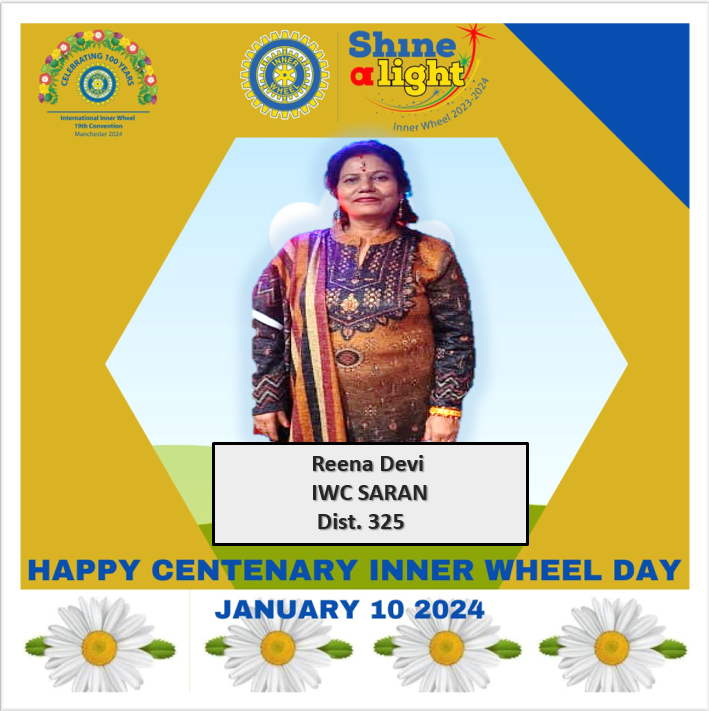 CELEBRATING 100 YEARS
International Inner Wheel
19th Convention
Manchester 2024
INNER
WHEEL
Shine
a light
Inner Wheel 2023-2024
Reena Devi
IWC SARAN
Dist. 325
HAPPY CENTENARY INNER WHEEL DAY
JANUARY 10 2024